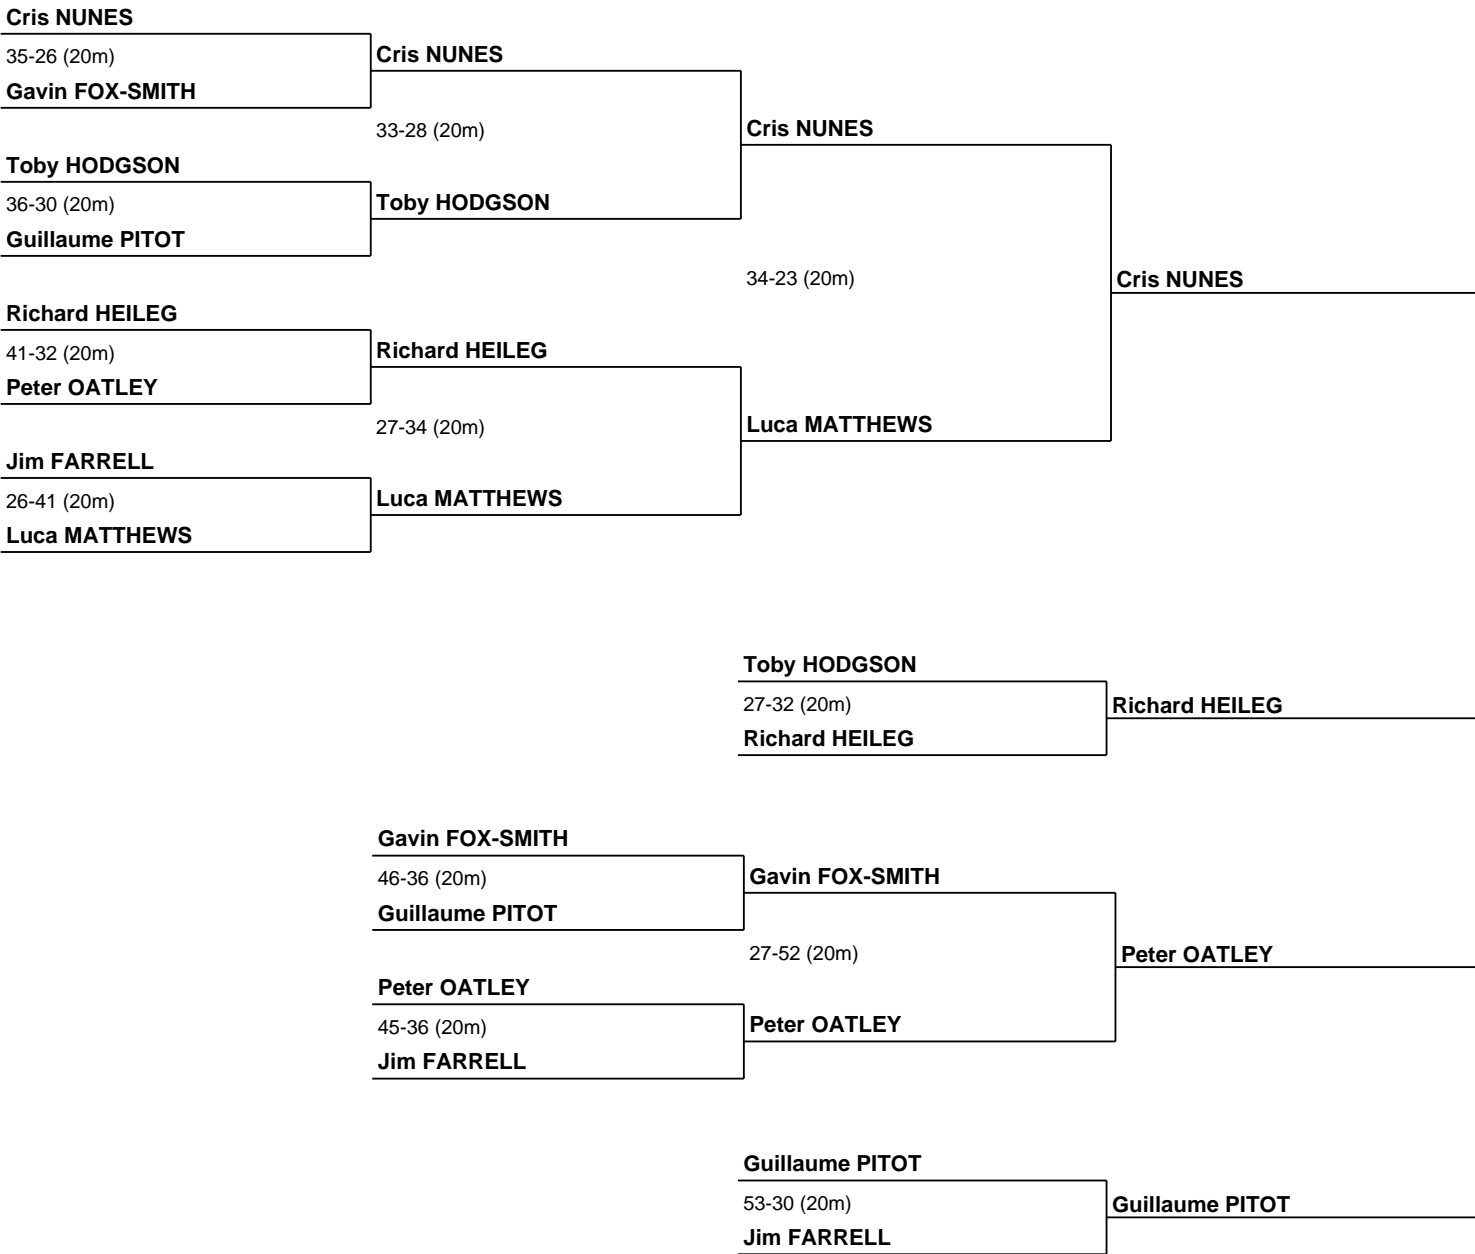 Cris NUNES
35-26 (20m)
Gavin FOX-SMITH
Cris NUNES
33-28 (20m)
Toby HODGSON
36-30 (20m)
Guillaume PITOT
Toby HODGSON
Cris NUNES
34-23 (20m)
Cris NUNES
Richard HEILEG
41-32 (20m)
Peter OATLEY
Richard HEILEG
27-34 (20m)
Luca MATTHEWS
Jim FARRELL
26-41 (20m)
Luca MATTHEWS
Luca MATTHEWS
Toby HODGSON
27-32 (20m)
Richard HEILEG
Richard HEILEG
Gavin FOX-SMITH
46-36 (20m)
Guillaume PITOT
Gavin FOX-SMITH
27-52 (20m)
Peter OATLEY
Peter OATLEY
45-36 (20m)
Jim FARRELL
Peter OATLEY
Guillaume PITOT
53-30 (20m)
Jim FARRELL
Guillaume PITOT